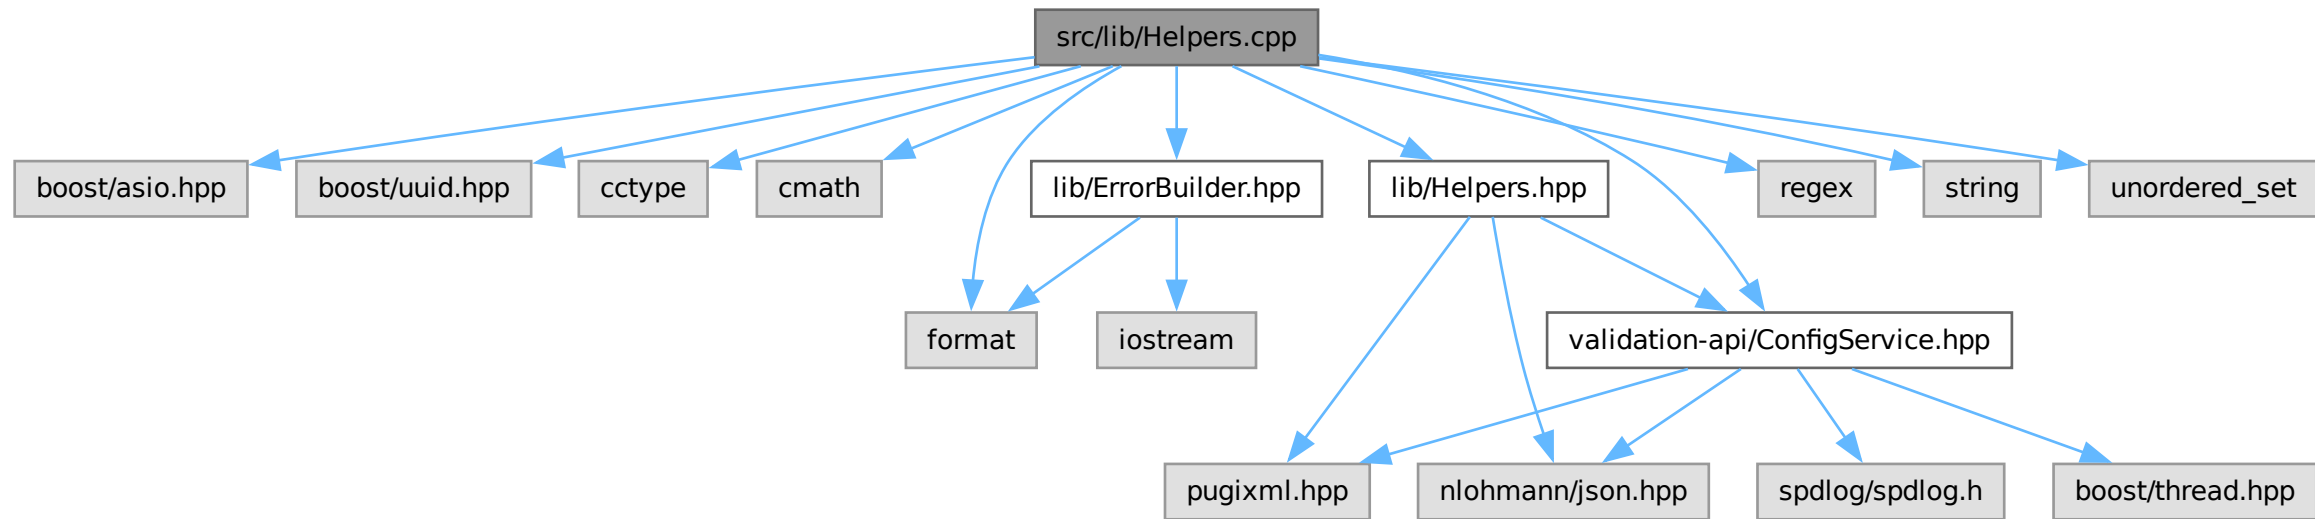 src/lib/Helpers.cpp
boost/asio.hpp
boost/uuid.hpp
cctype
cmath
lib/ErrorBuilder.hpp
lib/Helpers.hpp
regex
string
unordered_set
format
iostream
validation-api/ConfigService.hpp
pugixml.hpp
nlohmann/json.hpp
spdlog/spdlog.h
boost/thread.hpp